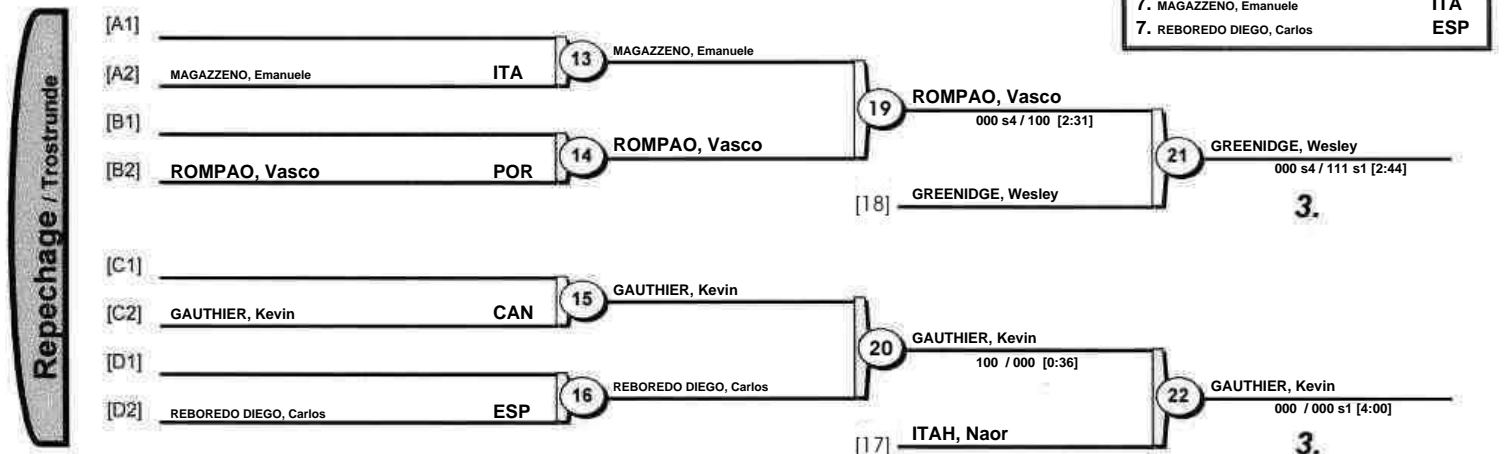 7. MAGAZZENO, Emanuele ITA
7. REBOREDO DIEGO, Carlos ESP
Repechage / Trostrunde
[A1]
[A2] MAGAZZENO, Emanuele ITA
13 MAGAZZENO, Emanuele
[B1]
[B2] ROMPAO, Vasco POR
14 ROMPAO, Vasco
19 ROMPAO, Vasco
000 s4 / 100 [2:31]
[18] GREENIDGE, Wesley
21 GREENIDGE, Wesley
000 s4 / 111 s1 [2:44]
3.
[C1]
[C2] GAUTHIER, Kevin CAN
15 GAUTHIER, Kevin
[D1]
[D2] REBOREDO DIEGO, Carlos ESP
16 REBOREDO DIEGO, Carlos
20 GAUTHIER, Kevin
100 / 000 [0:36]
[17] ITAH, Naor
22 GAUTHIER, Kevin
000 / 000 s1 [4:00]
3.